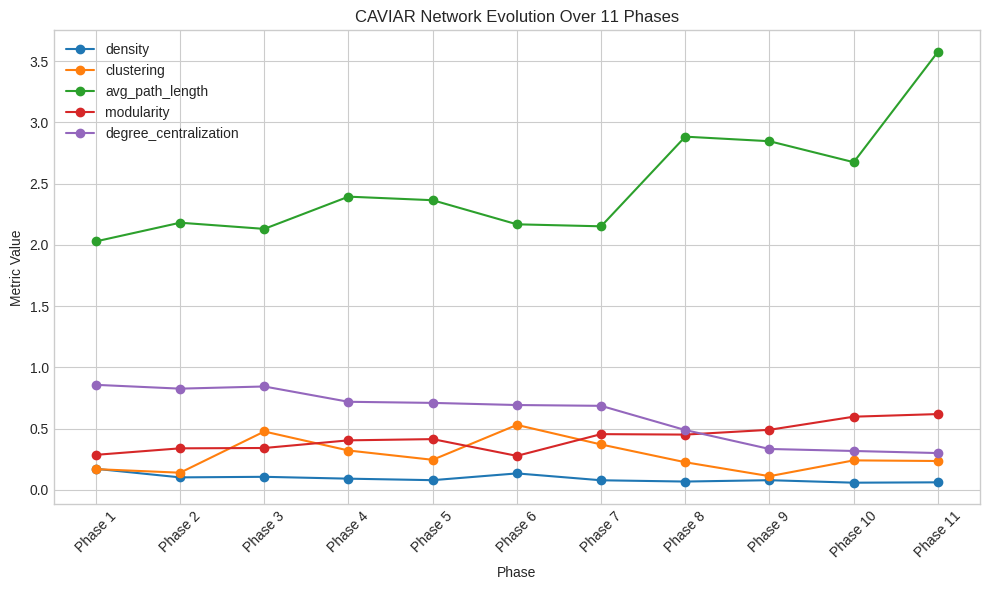 CAVIAR Network Evolution Over 11 Phases
density
clustering
avg_path_length
modularity
degree_centralization
Metric Value
3.5
3.0
2.5
2.0
1.5
1.0
0.5
0.0
Phase 1
Phase 2
Phase 3
Phase 4
Phase 5
Phase 6
Phase 7
Phase 8
Phase 9
Phase 10
Phase 11
Phase